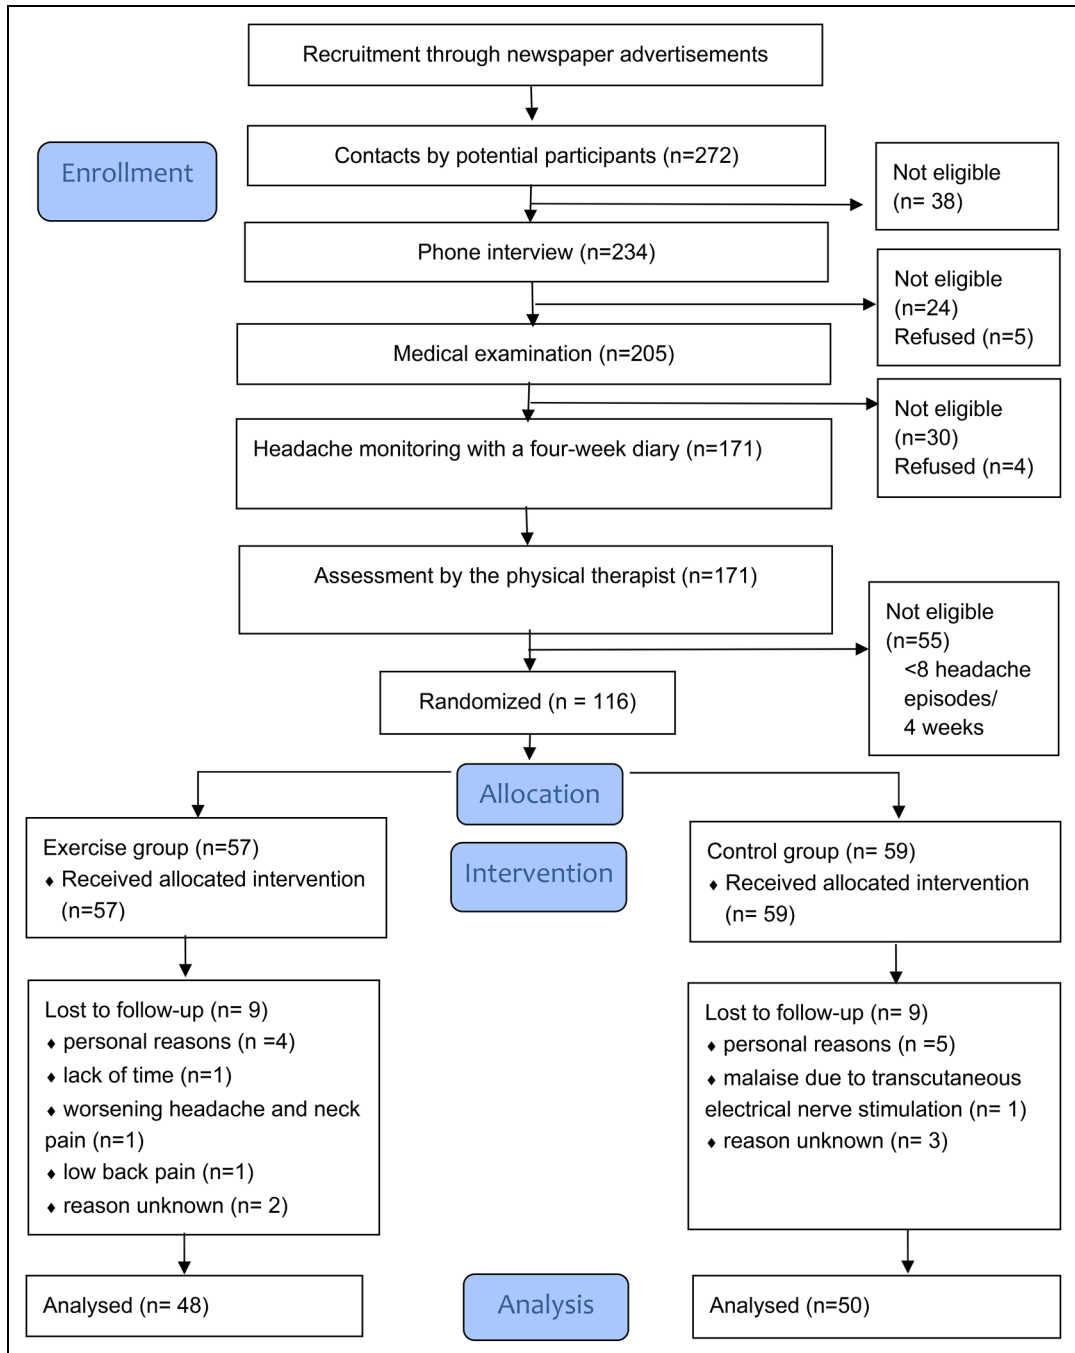 Recruitment through newspaper advertisements
Enrollment
Contacts by potential participants (n=272)
Not eligible
(n= 38)
Phone interview (n=234)
Not eligible
(n=24)
Refused (n=5)
Medical examination (n=205)
Not eligible
(n=30)
Refused (n=4)
Headache monitoring with a four-week diary (n=171)
Assessment by the physical therapist (n=171)
Not eligible
(n=55)
<8 headache
episodes/
4 weeks
Randomized (n = 116)
Allocation
Exercise group (n=57)
♦ Received allocated intervention
(n=57)
Intervention
Control group (n= 59)
♦ Received allocated intervention
(n= 59)
Lost to follow-up (n= 9)
♦ personal reasons (n =4)
♦ lack of time (n=1)
♦ worsening headache and neck
pain (n=1)
♦ low back pain (n=1)
♦ reason unknown (n= 2)
Lost to follow-up (n= 9)
♦ personal reasons (n =5)
♦ malaise due to transcutaneous
electrical nerve stimulation (n= 1)
♦ reason unknown (n= 3)
Analysed (n= 48)
Analysis
Analysed (n=50)